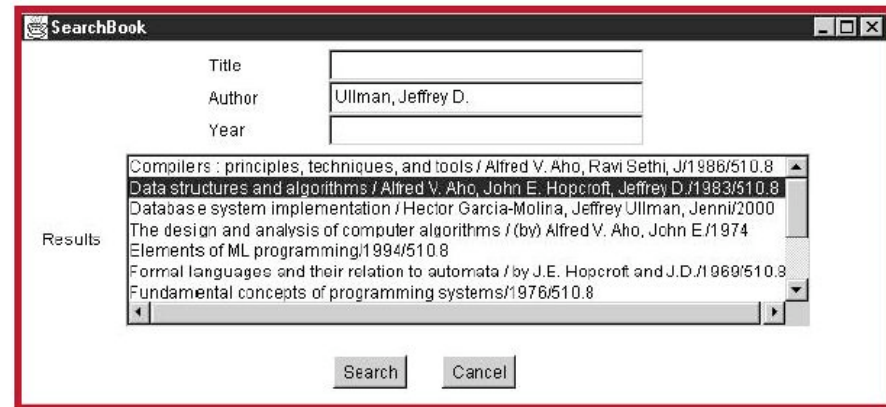 SearchBook
Title
Author Ullman, Jeffrey D.
Year
Results
Compilers : principles, techniques, and tools / Alfred V. Aho, Ravi Sethi, J/1986/510.8
Data structures and algorithms / Alfred V. Aho, John E. Hopcroft, Jeffrey D./1983/510.8
Database system implementation / Hector Garcia-Molina, Jeffrey Ullman, Jenni/2000
The design and analysis of computer algorithms / (by) Alfred V. Aho, John E/1974
Elements of ML programming/1994/510.8
Formal languages and their relation to automata / by J.E. Hopcroft and J.D./1969/510.8
Fundamental concepts of programming systems/1976/510.8
Search Cancel